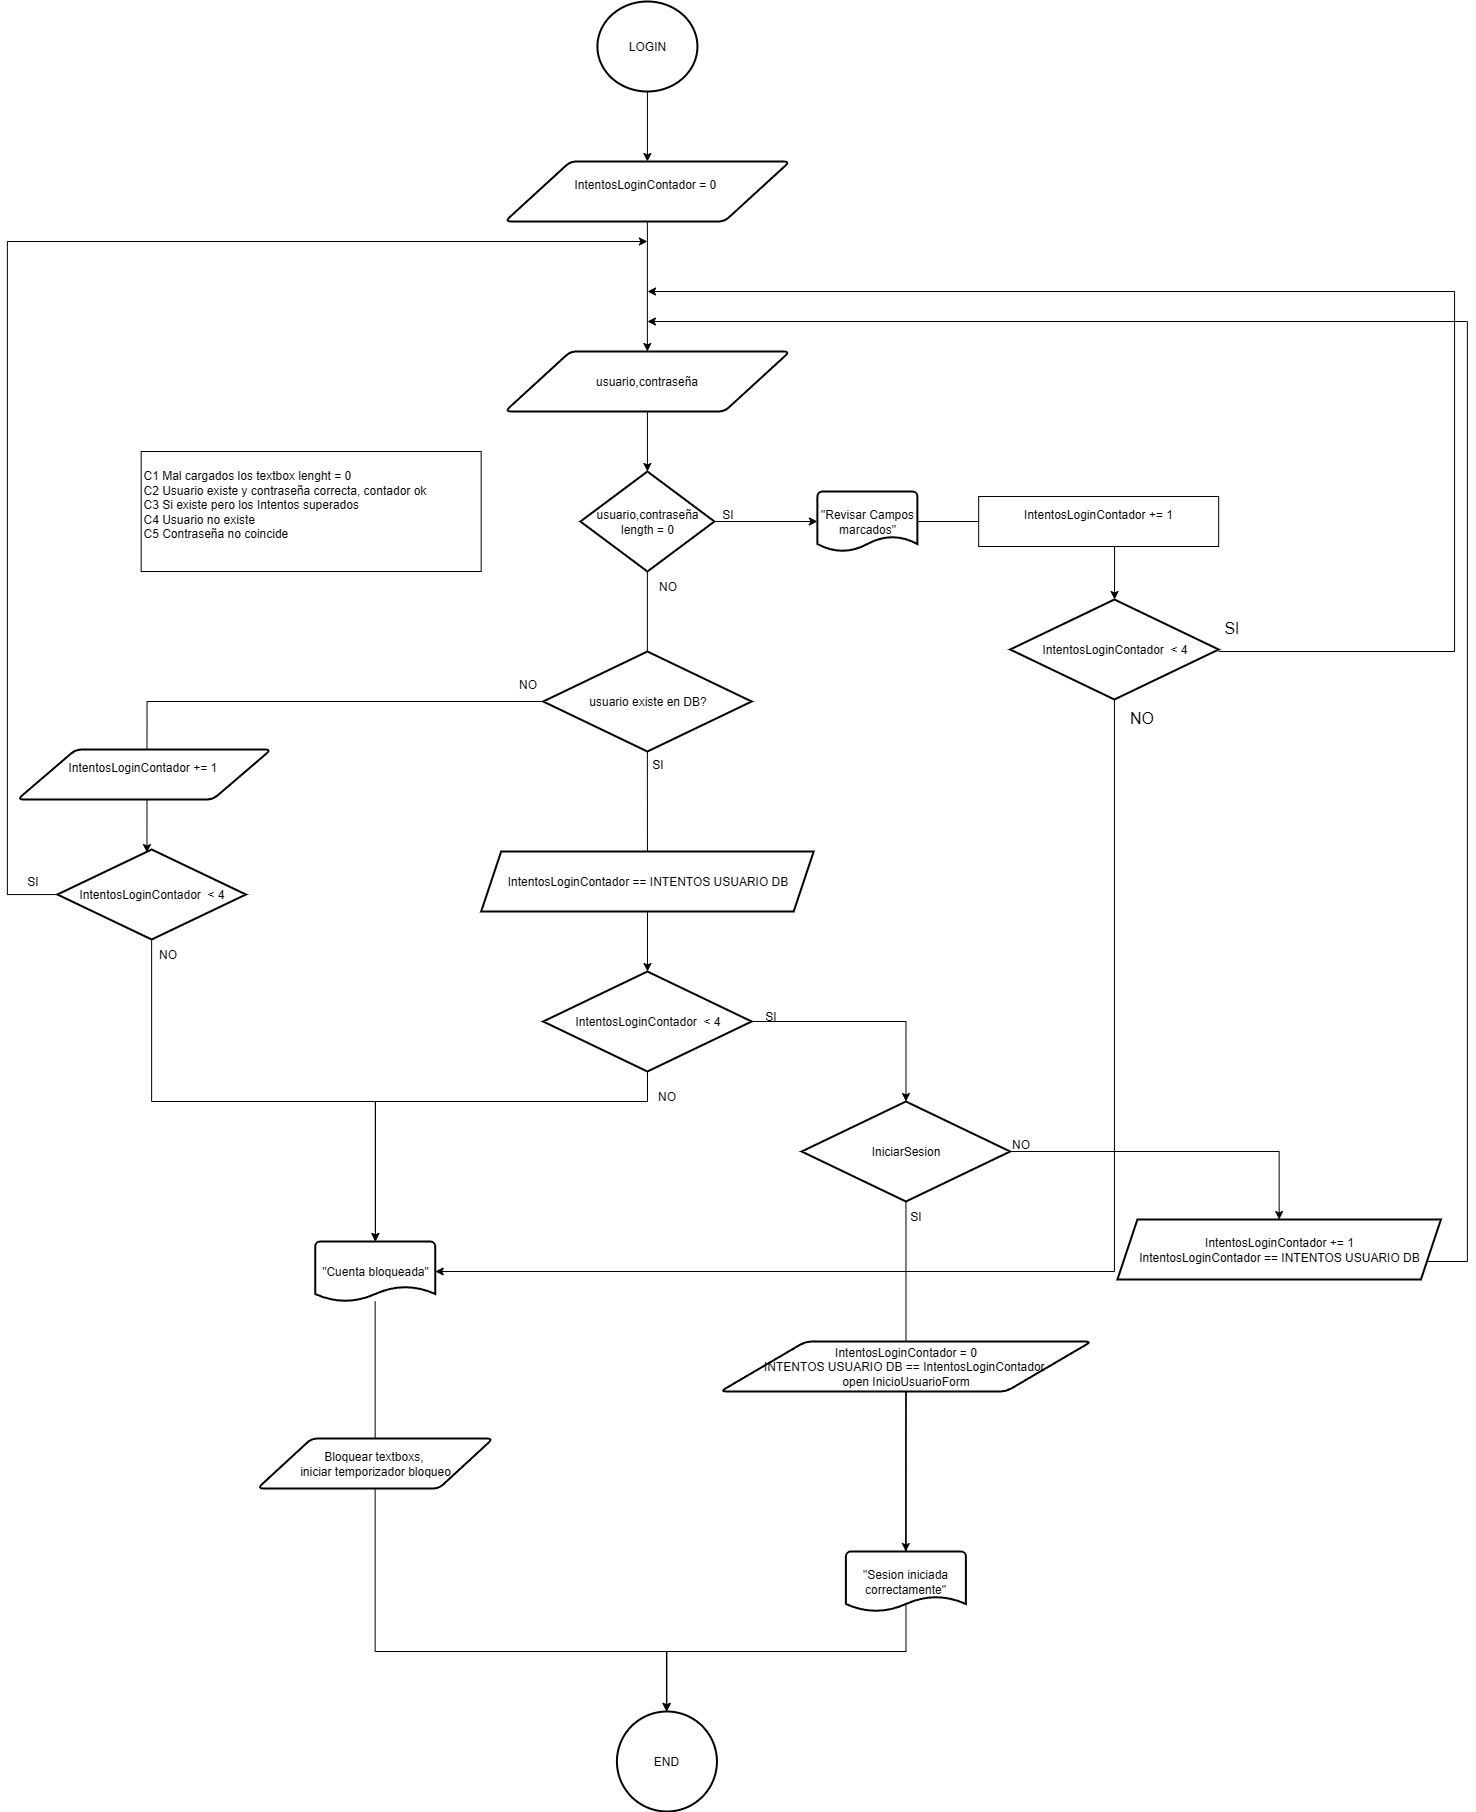 LOGIN
IntentosLoginContador = 0
usuario,contraseña
C1 Mal cargados los textbox lenght = 0
C2 Usuario existe y contraseña correcta, contador ok
C3 Si existe pero los Intentos superados
C4 Usuario no existe
C5 Contraseña no coincide
usuario,contraseña
length = 0
SI
"Revisar Campos
marcados"
IntentosLoginContador += 1
NO
IntentosLoginContador < 4
SI
NO
usuario existe en DB?
NO
SI
IntentosLoginContador += 1
IntentosLoginContador < 4
SI
NO
IntentosLoginContador == INTENTOS USUARIO DB
IntentosLoginContador < 4
SI
NO
IniciarSesion
NO
SI
IntentosLoginContador += 1
IntentosLoginContador == INTENTOS USUARIO DB
"Cuenta bloqueada"
IntentosLoginContador = 0
INTENTOS USUARIO DB == IntentosLoginContador
open InicioUsuarioForm
Bloquear textboxs,
iniciar temporizador bloqueo
"Sesion iniciada
correctamente"
END